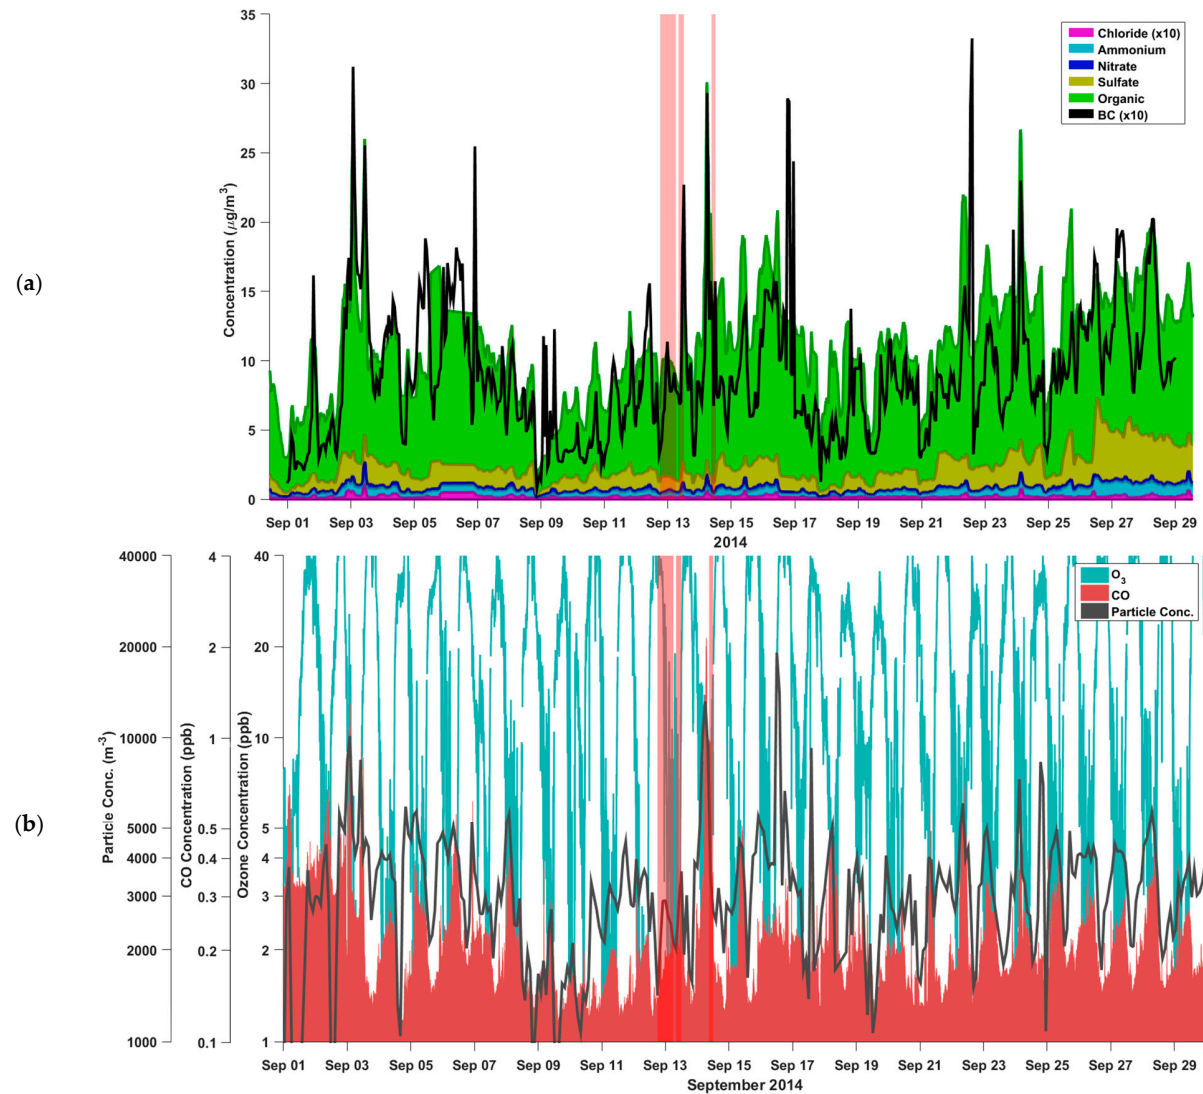 (a)
Concentration (μg/m³)
35
30
25
20
15
10
5
0
Chloride (x10)
Ammonium
Nitrate
Sulfate
Organic
BC (x10)
Sep 01 Sep 03 Sep 05 Sep 07 Sep 09 Sep 11 Sep 13 Sep 15 Sep 17 Sep 19 Sep 21 Sep 23 Sep 25 Sep 27 Sep 29
2014
(b)
Particle Conc. (m⁻³)
40000
20000
10000
5000
4000
3000
2000
1000
CO Concentration (ppb)
4
2
1
0.5
0.4
0.3
0.2
0.1
Ozone Concentration (ppb)
40
20
10
5
4
3
2
1
O₃
CO
Particle Conc.
Sep 01 Sep 03 Sep 05 Sep 07 Sep 09 Sep 11 Sep 13 Sep 15 Sep 17 Sep 19 Sep 21 Sep 23 Sep 25 Sep 27 Sep 29
September 2014